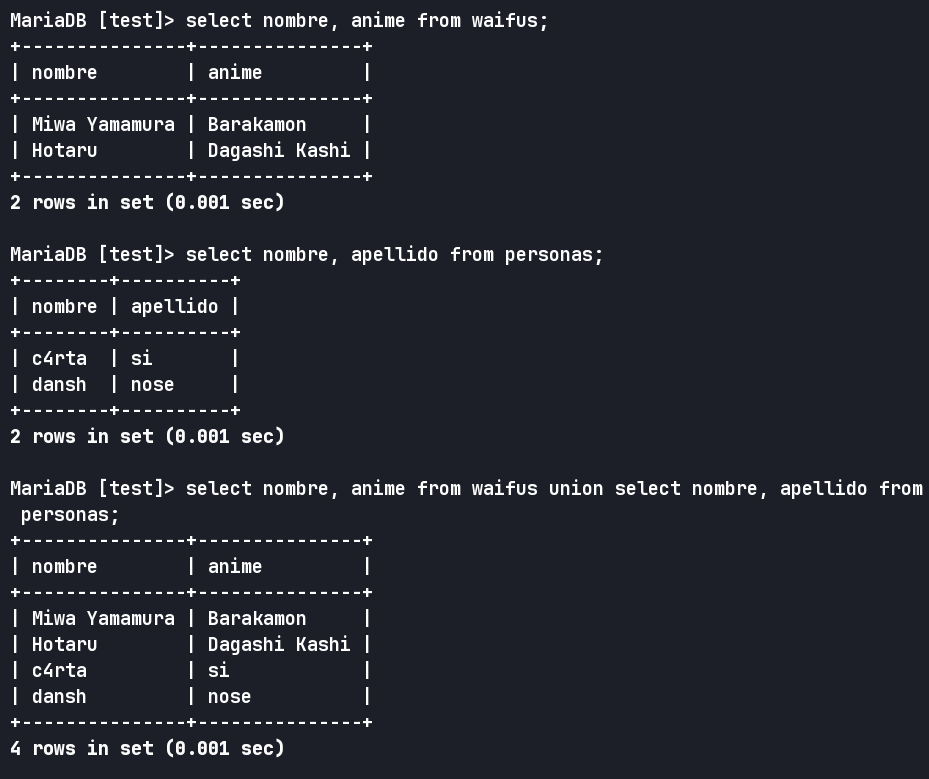 MariaDB [test]> select nombre, anime from waifus;
+---------------+---------------+
| nombre        | anime         |
+---------------+---------------+
| Miwa Yamamura | Barakamon     |
| Hotaru        | Dagashi Kashi |
+---------------+---------------+
2 rows in set (0.001 sec)

MariaDB [test]> select nombre, apellido from personas;
+--------+----------+
| nombre | apellido |
+--------+----------+
| c4rta  | si       |
| dansh  | nose     |
+--------+----------+
2 rows in set (0.001 sec)

MariaDB [test]> select nombre, anime from waifus union select nombre, apellido from
 personas;
+---------------+---------------+
| nombre        | anime         |
+---------------+---------------+
| Miwa Yamamura | Barakamon     |
| Hotaru        | Dagashi Kashi |
| c4rta         | si            |
| dansh         | nose          |
+---------------+---------------+
4 rows in set (0.001 sec)